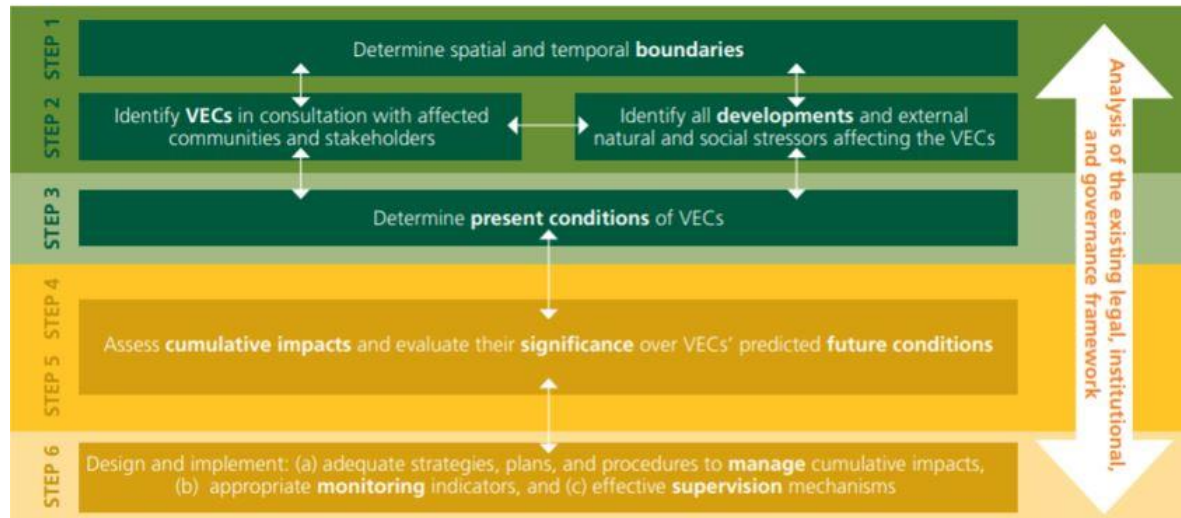 STEP 1
Determine spatial and temporal boundaries
STEP 2
Identify VECs in consultation with affected
communities and stakeholders
Identify all developments and external
natural and social stressors affecting the VECs
STEP 3
Determine present conditions of VECs
STEP 4
STEP 5
Assess cumulative impacts and evaluate their significance over VECs’ predicted future conditions
STEP 6
Design and implement: (a) adequate strategies, plans, and procedures to manage cumulative impacts,
(b) appropriate monitoring indicators, and (c) effective supervision mechanisms
Analysis of the existing legal, institutional,
and governance framework